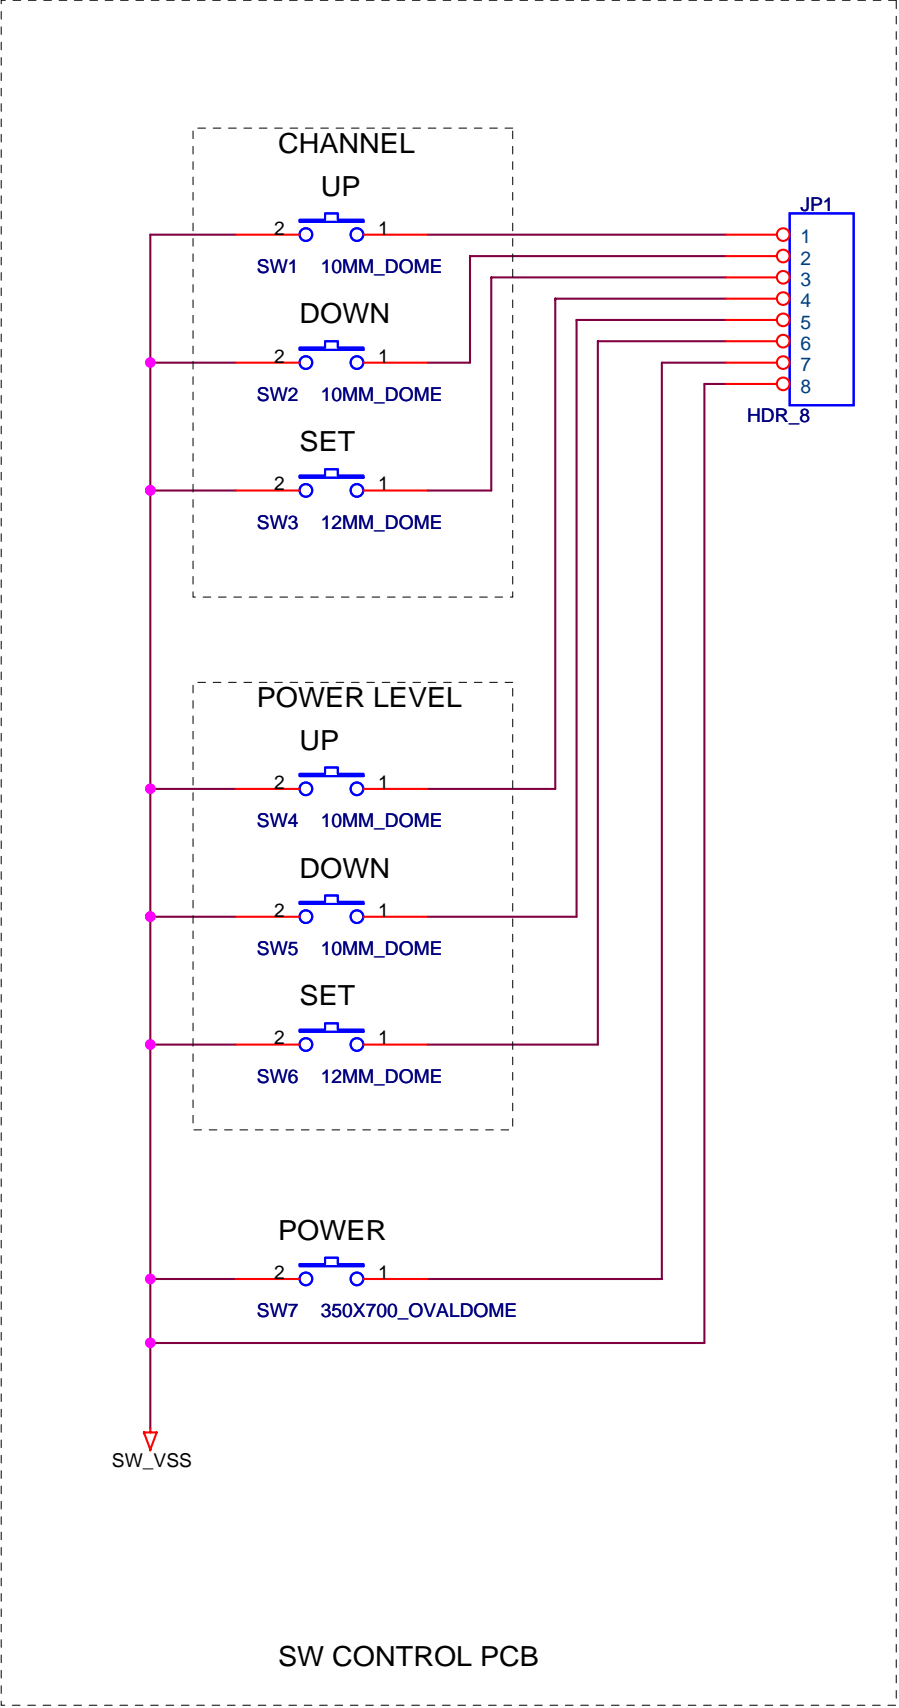 CHANNEL
UP
2 1
SW1 10MM_DOME
DOWN
2 1
SW2 10MM_DOME
SET
2 1
SW3 12MM_DOME
JP1
1
2
3
4
5
6
7
8
HDR_8
POWER LEVEL
UP
2 1
SW4 10MM_DOME
DOWN
2 1
SW5 10MM_DOME
SET
2 1
SW6 12MM_DOME
POWER
2 1
SW7 350X700_OVALDOME
SW_VSS
SW CONTROL PCB